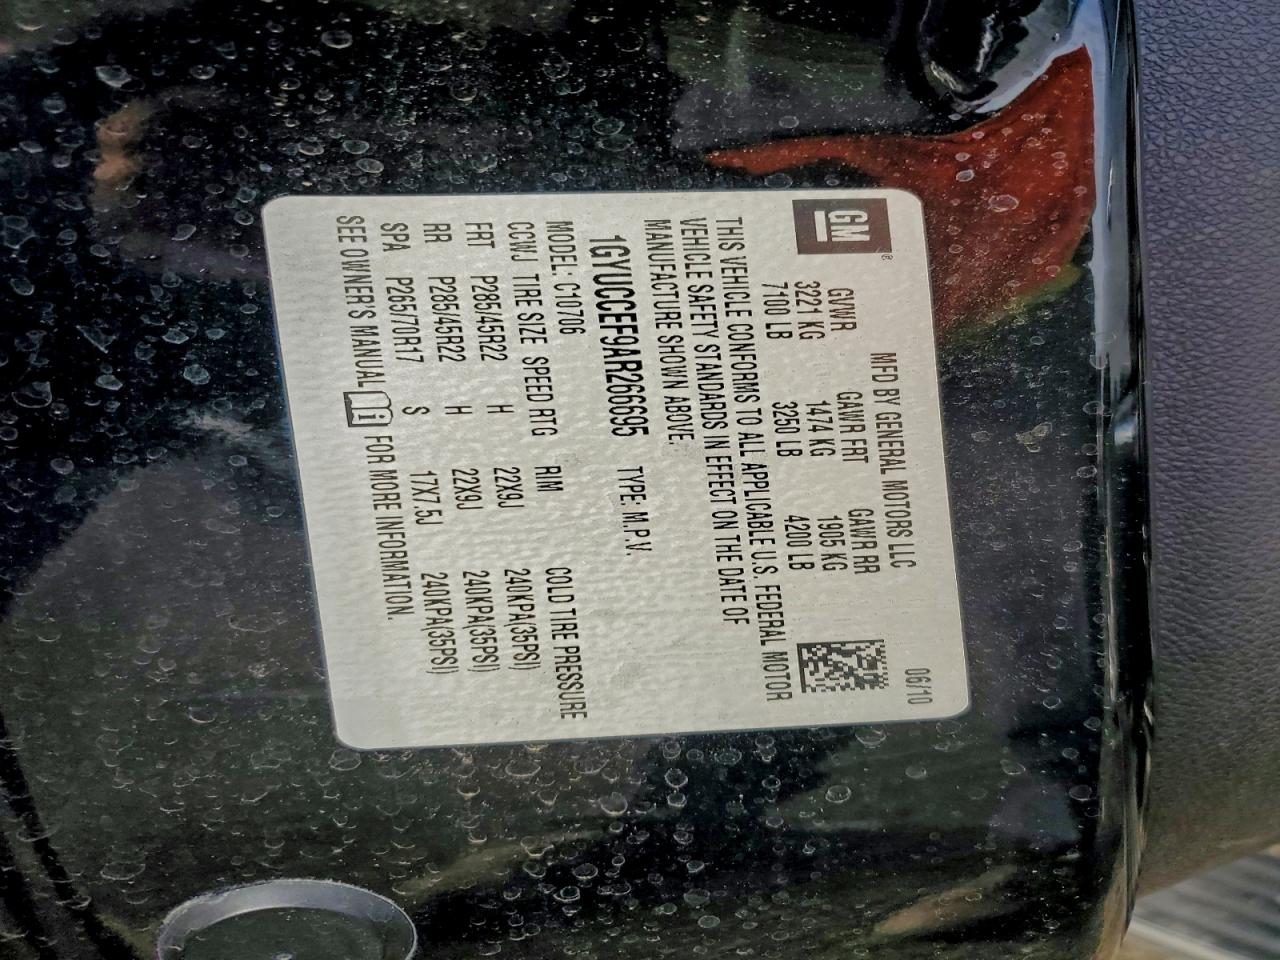 GM®
06/10
MFD BY GENERAL MOTORS LLC
GVWR GAWR FRT GAWR RR
3221 KG 1474 KG 1905 KG
7100 LB 3250 LB 4200 LB
THIS VEHICLE CONFORMS TO ALL APPLICABLE U.S. FEDERAL MOTOR
VEHICLE SAFETY STANDARDS IN EFFECT ON THE DATE OF
MANUFACTURE SHOWN ABOVE.
1GYUCCEF9AR266695 TYPE: M.P.V.
MODEL: C10706
CCWJ TIRE SIZE SPEED RTG RIM COLD TIRE PRESSURE
FRT P285/45R22 H 22X9J 240KPA(35PSI)
RR P285/45R22 H 22X9J 240KPA(35PSI)
SPA P265/70R17 S 17X7.5J 240KPA(35PSI)
SEE OWNER'S MANUAL i FOR MORE INFORMATION.